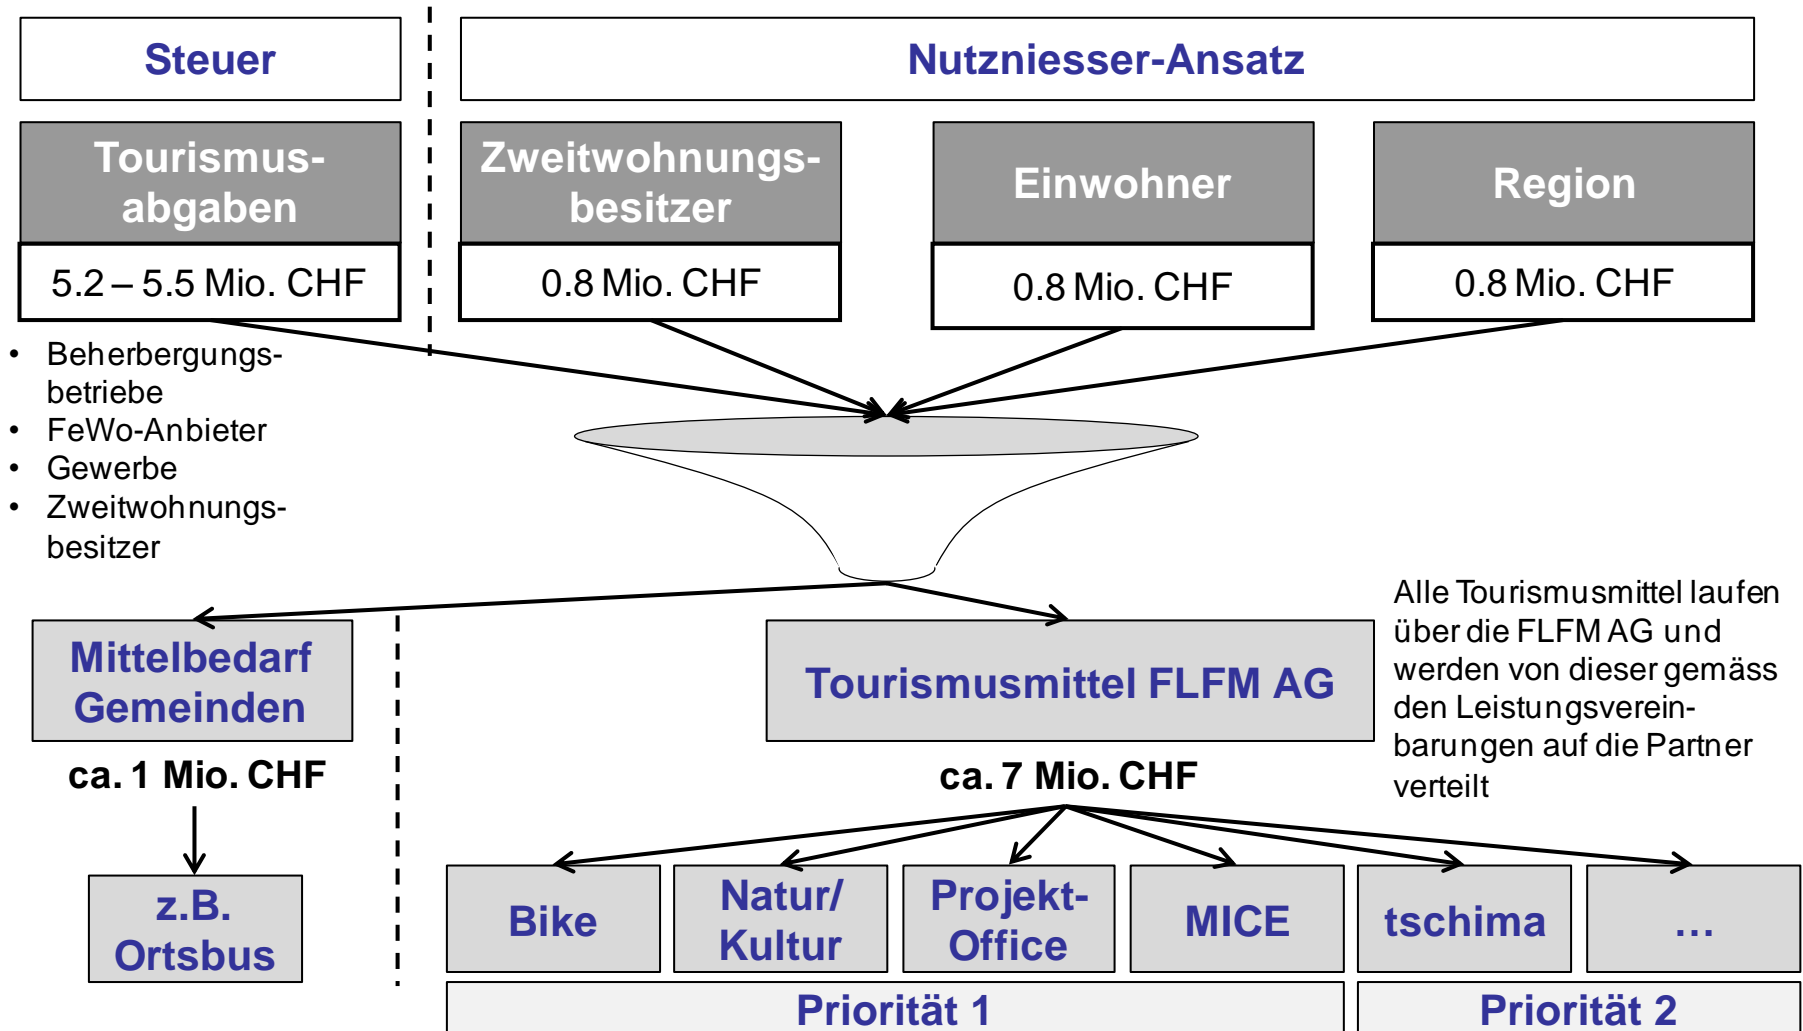 Steuer
Nutzniesser-Ansatz
Tourismus-
abgaben
Zweitwohnungs-
besitzer
Einwohner
Region
5.2 – 5.5 Mio. CHF
0.8 Mio. CHF
0.8 Mio. CHF
0.8 Mio. CHF
• Beherbergungs-
betriebe
• FeWo-Anbieter
• Gewerbe
• Zweitwohnungs-
besitzer
Mittelbedarf
Gemeinden
Tourismusmittel FLFM AG
Alle Tourismusmittel laufen
über die FLFM AG und
werden von dieser gemäss
den Leistungsverein-
barungen auf die Partner
verteilt
ca. 1 Mio. CHF
ca. 7 Mio. CHF
z.B.
Ortsbus
Bike
Natur/
Kultur
Projekt-
Office
MICE
tschima
...
Priorität 1
Priorität 2